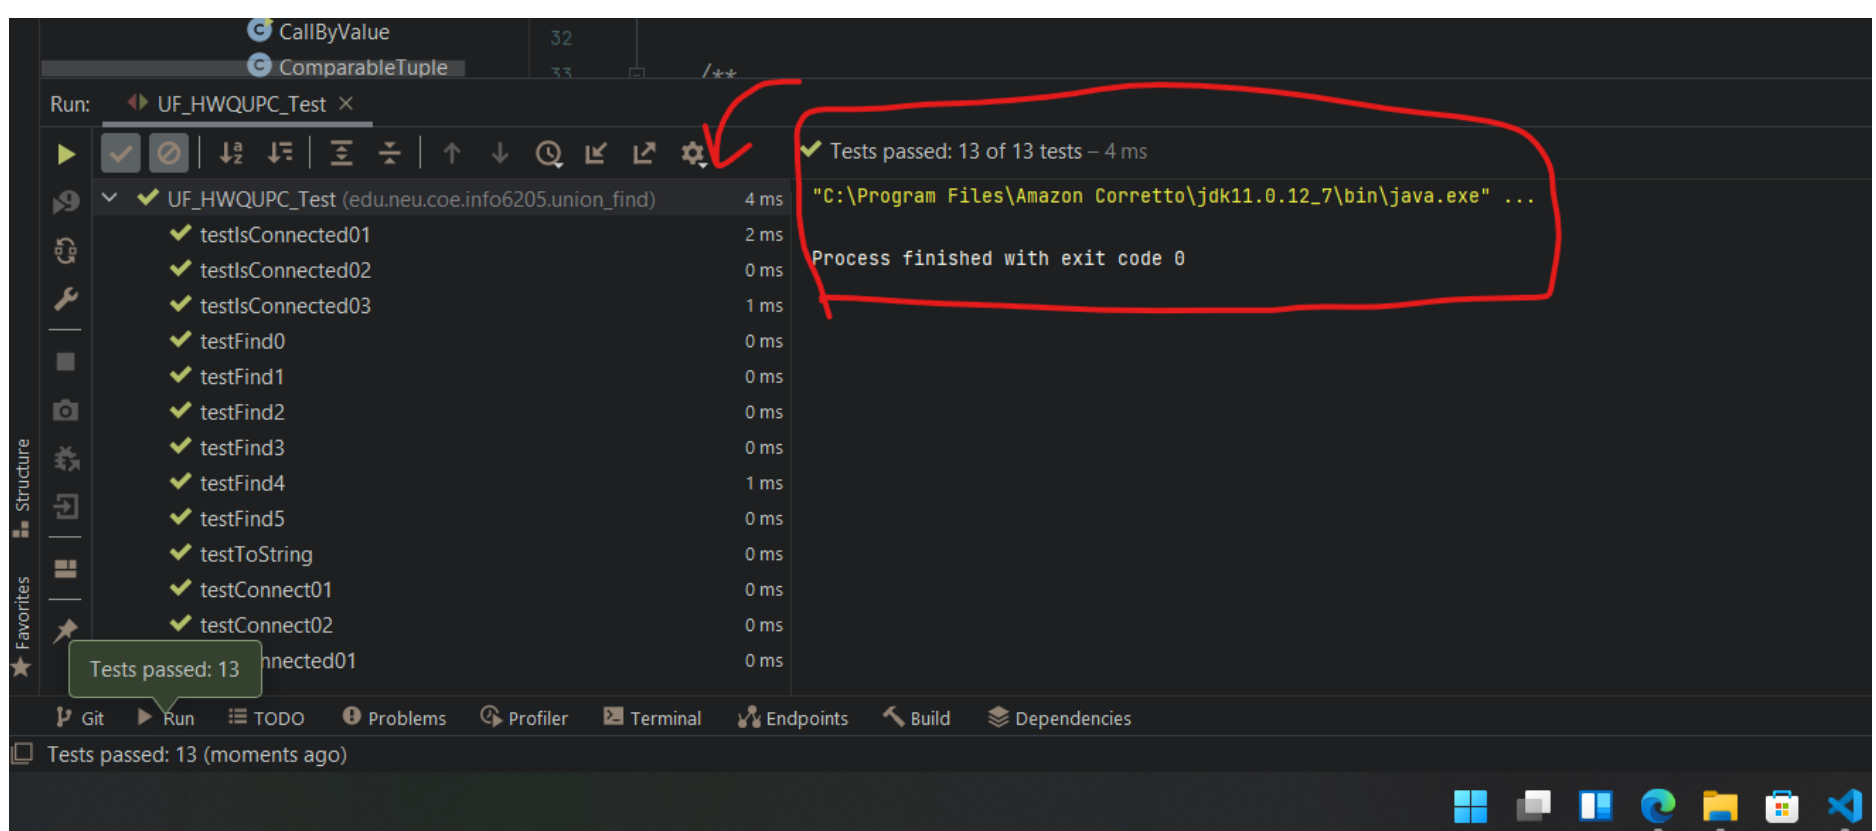 CallByValue
32
ComparableTuple
33
/**
Run:
UF_HWQUPC_Test
Tests passed: 13 of 13 tests – 4 ms
UF_HWQUPC_Test (edu.neu.coe.info6205.union_find) 4 ms
"C:\Program Files\Amazon Corretto\jdk11.0.12_7\bin\java.exe" ...
testIsConnected01 2 ms
testIsConnected02 0 ms
Process finished with exit code 0
testIsConnected03 1 ms
testFind0 0 ms
testFind1 0 ms
testFind2 0 ms
testFind3 0 ms
testFind4 1 ms
testFind5 0 ms
testToString 0 ms
testConnect01 0 ms
testConnect02 0 ms
nnected01 0 ms
Structure
Favorites
Tests passed: 13
Git Run TODO Problems Profiler Terminal Endpoints Build Dependencies
Tests passed: 13 (moments ago)